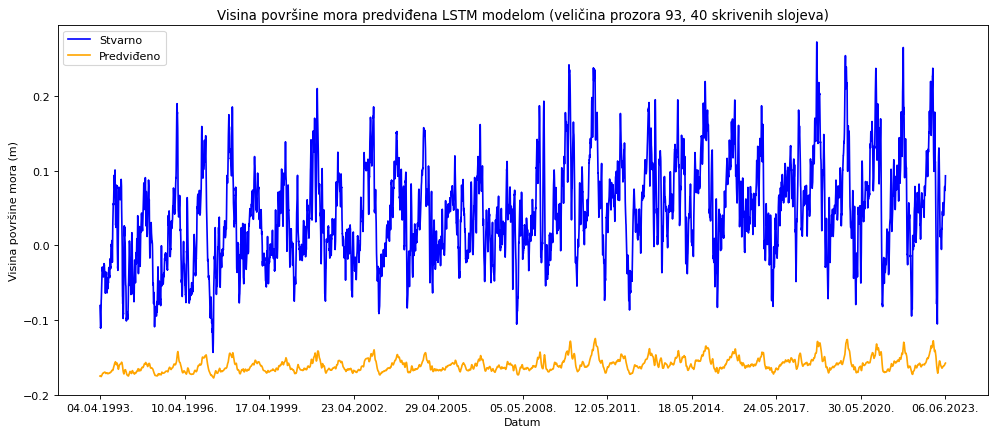 Visina površine mora predviđena LSTM modelom (veličina prozora 93, 40 skrivenih slojeva)
Stvarno
Predviđeno
Visina površine mora (m)
0.2
0.1
0.0
−0.1
−0.2
04.04.1993. 10.04.1996. 17.04.1999. 23.04.2002. 29.04.2005. 05.05.2008. 12.05.2011. 18.05.2014. 24.05.2017. 30.05.2020. 06.06.2023.
Datum